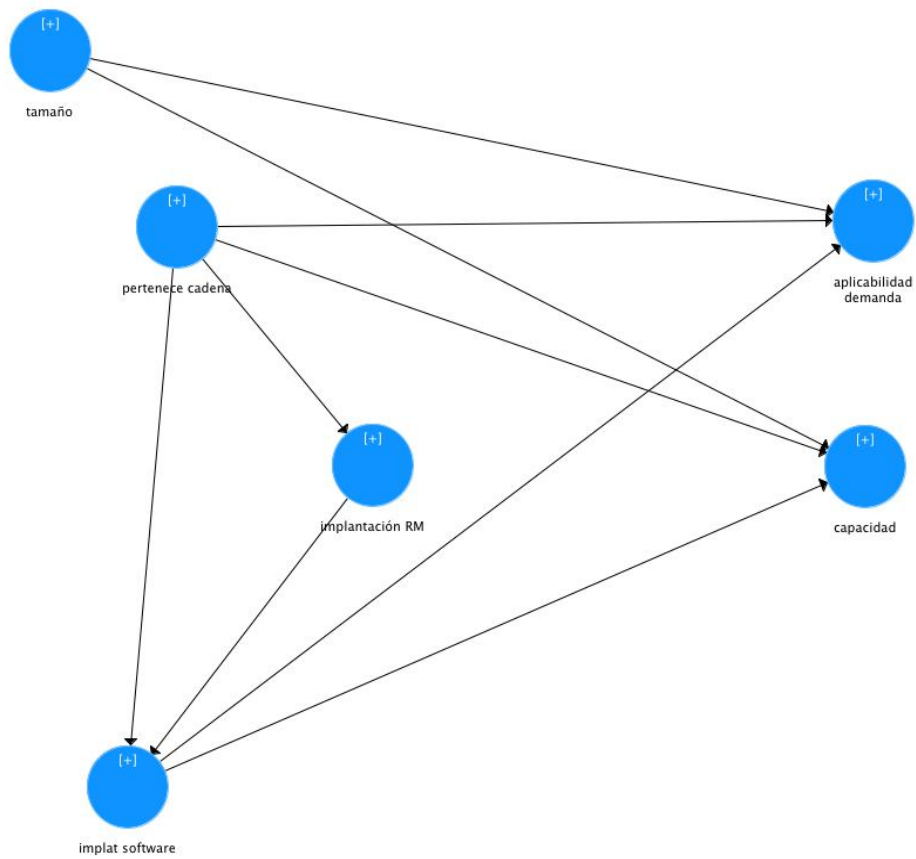 [+]
tamaño
[+]
pertenece cadena
[+]
aplicabilidad
demanda
[+]
implantación RM
[+]
capacidad
[+]
implat software